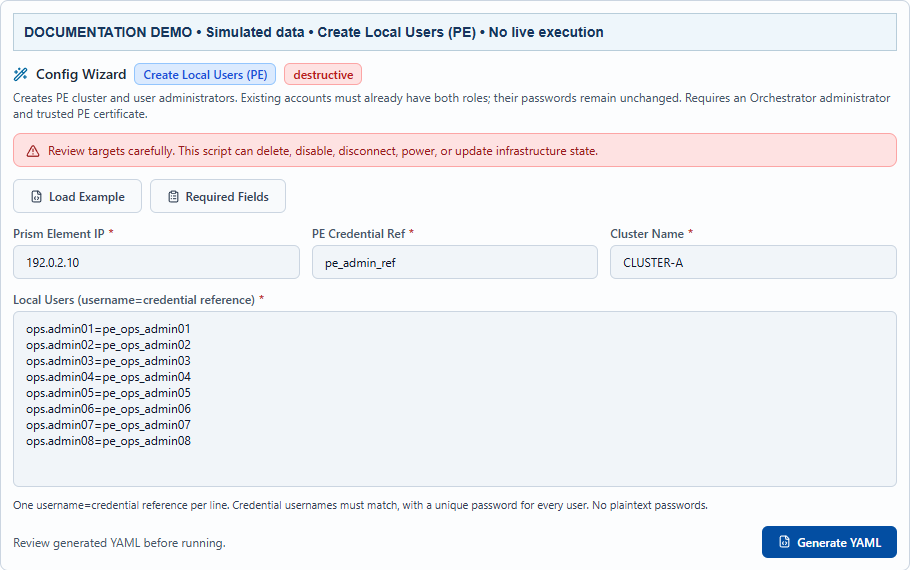 DOCUMENTATION DEMO • Simulated data • Create Local Users (PE) • No live execution
Config Wizard Create Local Users (PE) destructive
Creates PE cluster and user administrators. Existing accounts must already have both roles; their passwords remain unchanged. Requires an Orchestrator administrator
and trusted PE certificate.
Review targets carefully. This script can delete, disable, disconnect, power, or update infrastructure state.
Load Example Required Fields
Prism Element IP * PE Credential Ref * Cluster Name *
192.0.2.10 pe_admin_ref CLUSTER-A
Local Users (username=credential reference) *
ops.admin01=pe_ops_admin01
ops.admin02=pe_ops_admin02
ops.admin03=pe_ops_admin03
ops.admin04=pe_ops_admin04
ops.admin05=pe_ops_admin05
ops.admin06=pe_ops_admin06
ops.admin07=pe_ops_admin07
ops.admin08=pe_ops_admin08
One username=credential reference per line. Credential usernames must match, with a unique password for every user. No plaintext passwords.
Review generated YAML before running. Generate YAML